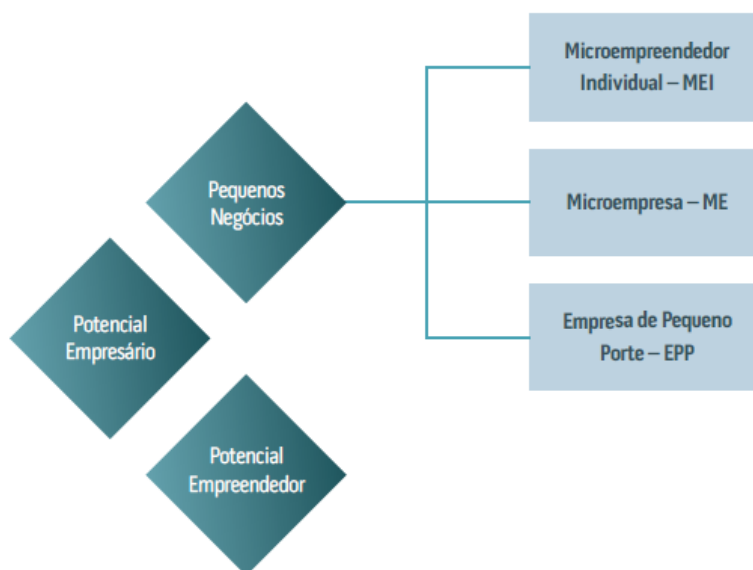 Microempreendedor
Individual – MEI
Pequenos
Negócios
Microempresa – ME
Potencial
Empresário
Empresa de Pequeno
Porte – EPP
Potencial
Empreendedor